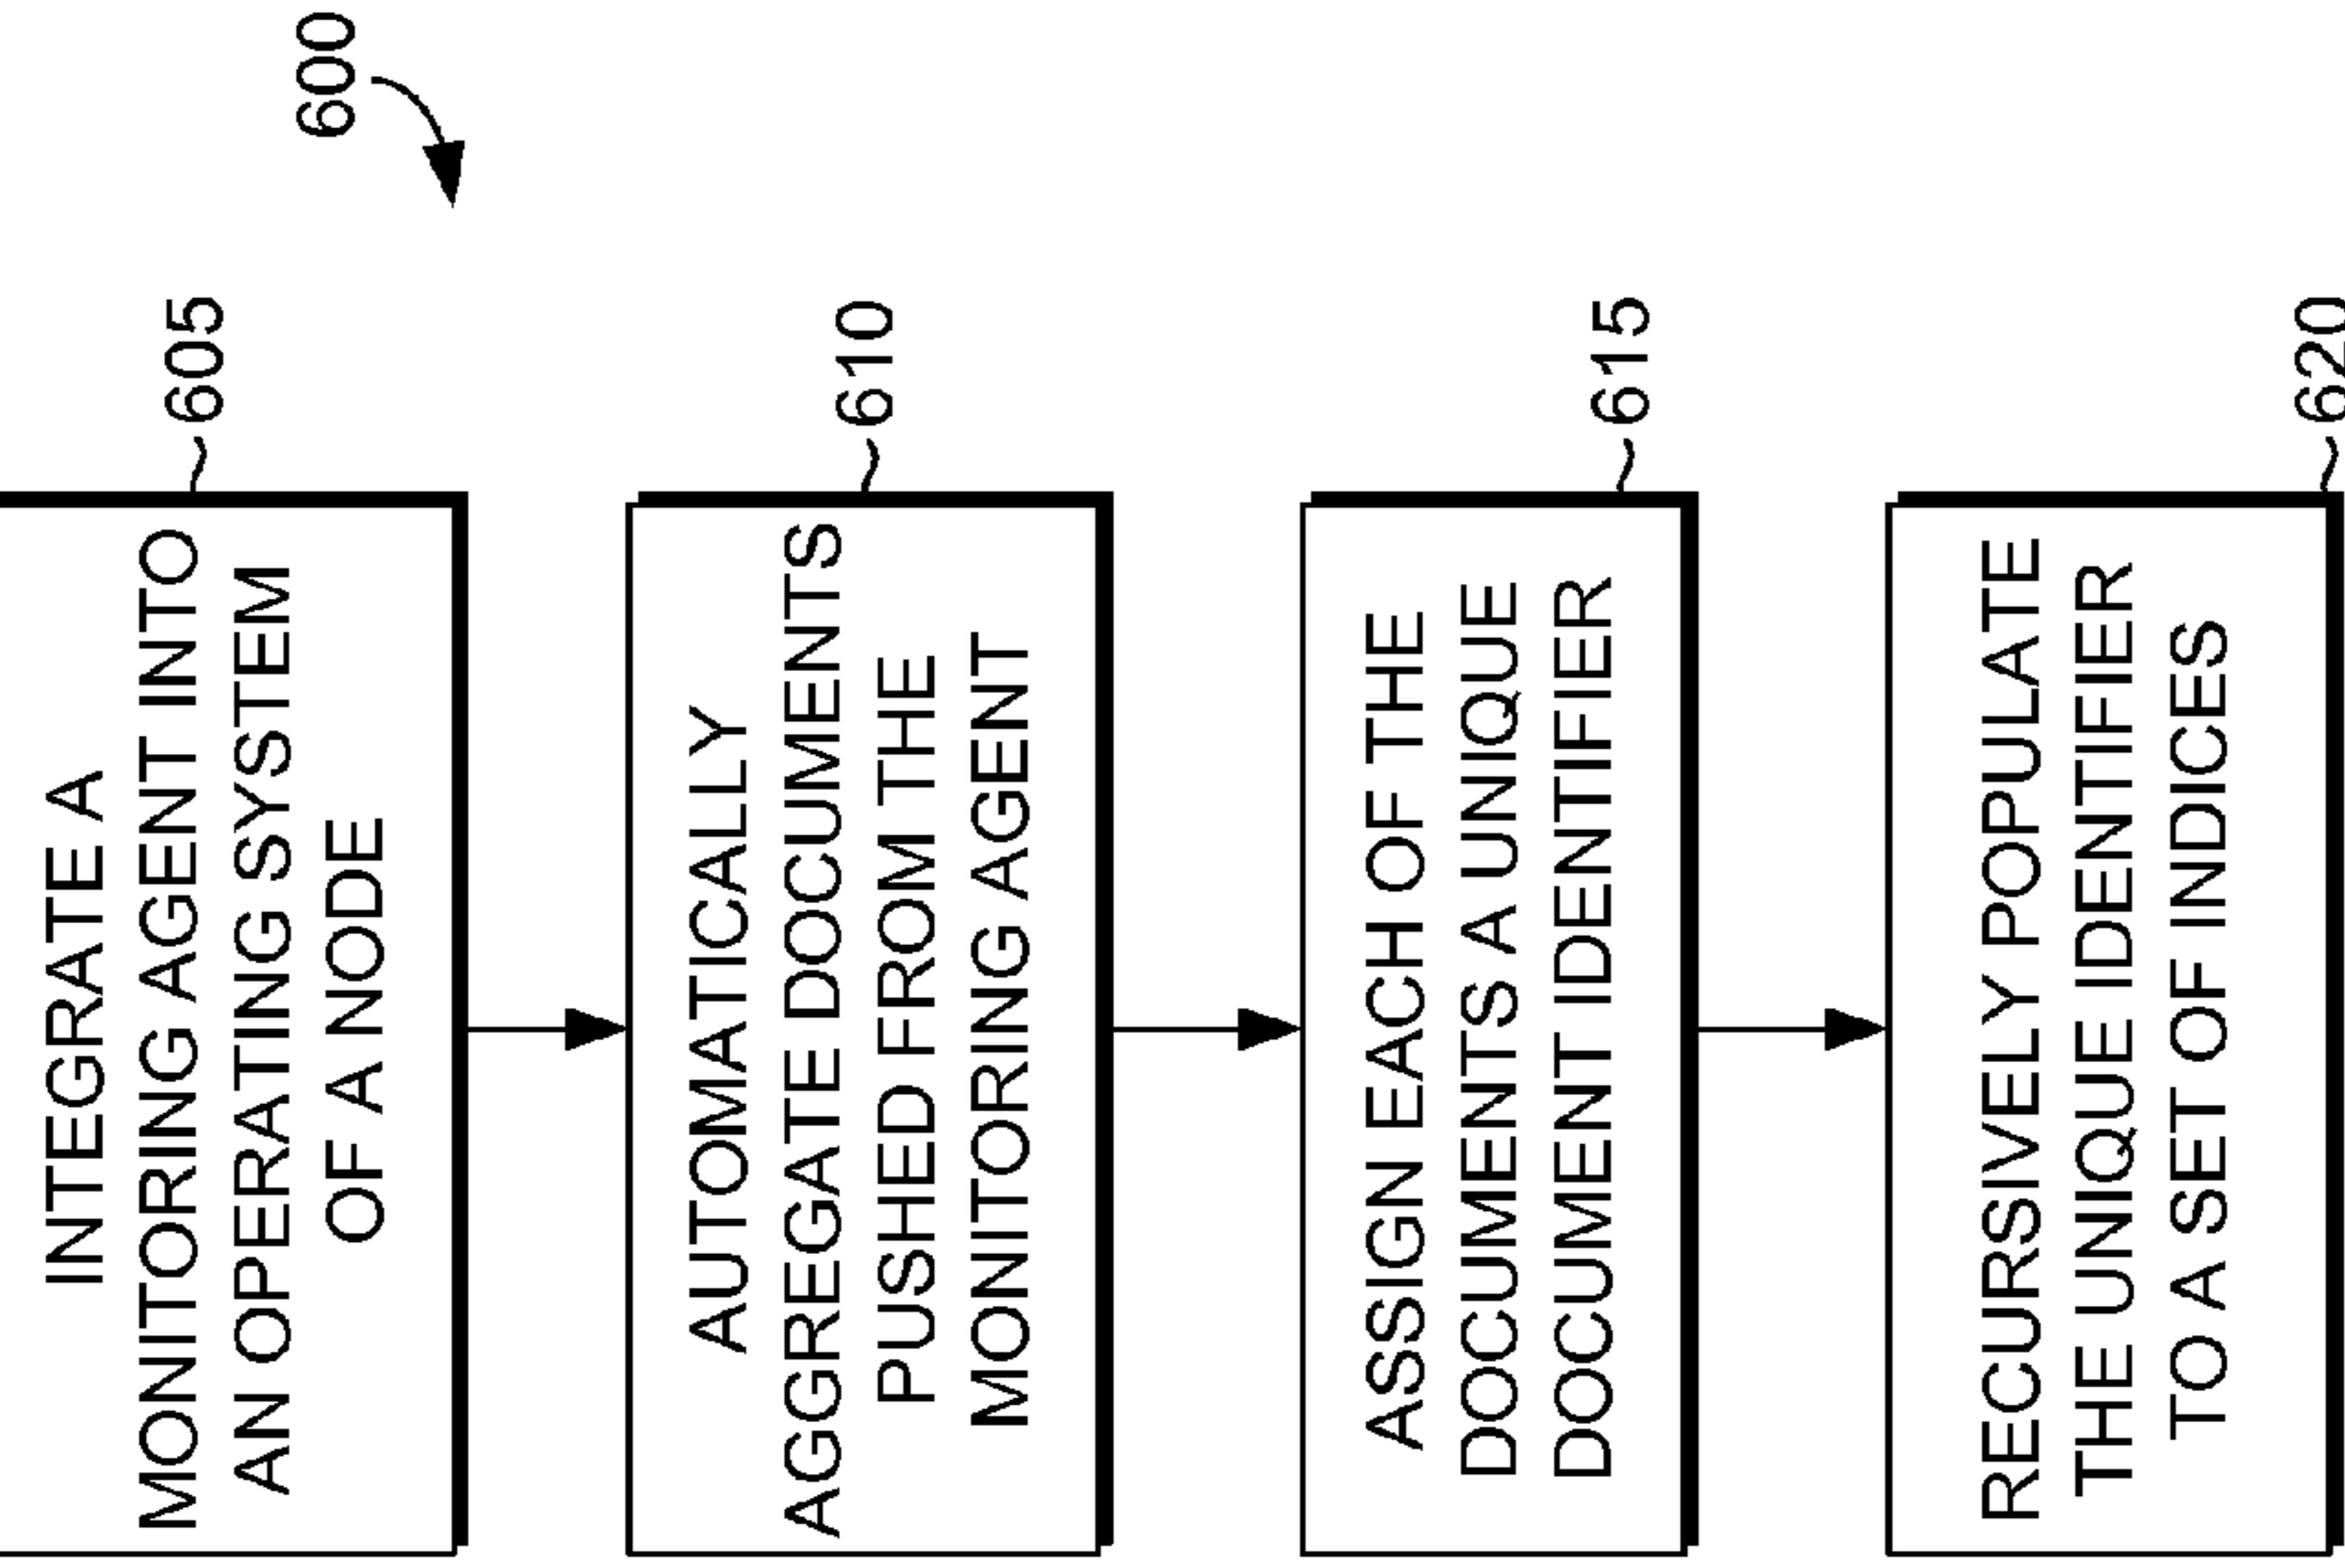 600
INTEGRATE A
MONITORING AGENT INTO
AN OPERATING SYSTEM
OF A NODE
605
AUTOMATICALLY
AGGREGATE DOCUMENTS
PUSHED FROM THE
MONITORING AGENT
610
ASSIGN EACH OF THE
DOCUMENTS A UNIQUE
DOCUMENT IDENTIFIER
615
RECURSIVELY POPULATE
THE UNIQUE IDENTIFIER
TO A SET OF INDICES
620